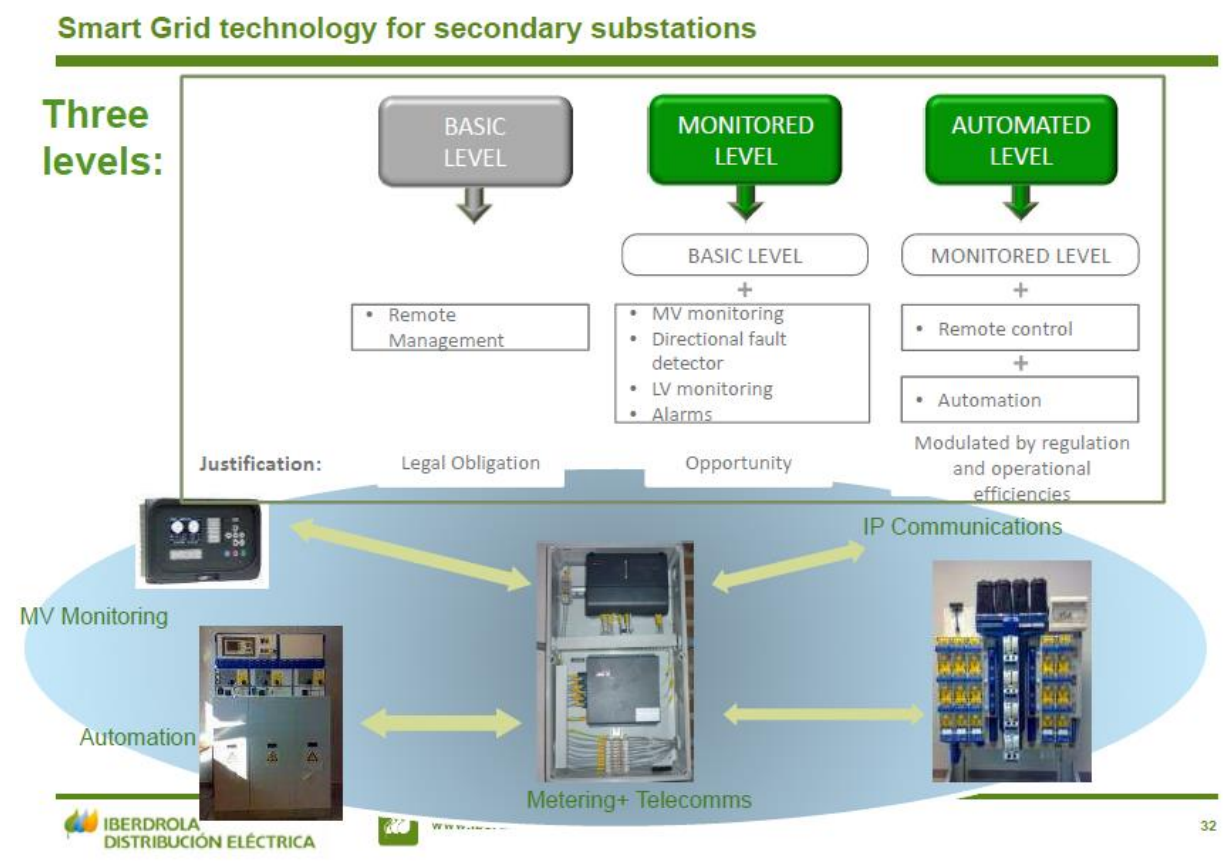 Smart Grid technology for secondary substations
Three
levels:
BASIC
LEVEL
MONITORED
LEVEL
AUTOMATED
LEVEL
BASIC LEVEL
MONITORED LEVEL
+
+
• Remote
Management
• MV monitoring
• Directional fault
detector
• LV monitoring
• Alarms
• Remote control
+
• Automation
Justification:
Legal Obligation
Opportunity
Modulated by regulation
and operational
efficiencies
IP Communications
MV Monitoring
Automation
Metering+ Telecomms
IBERDROLA
DISTRIBUCIÓN ELÉCTRICA
32